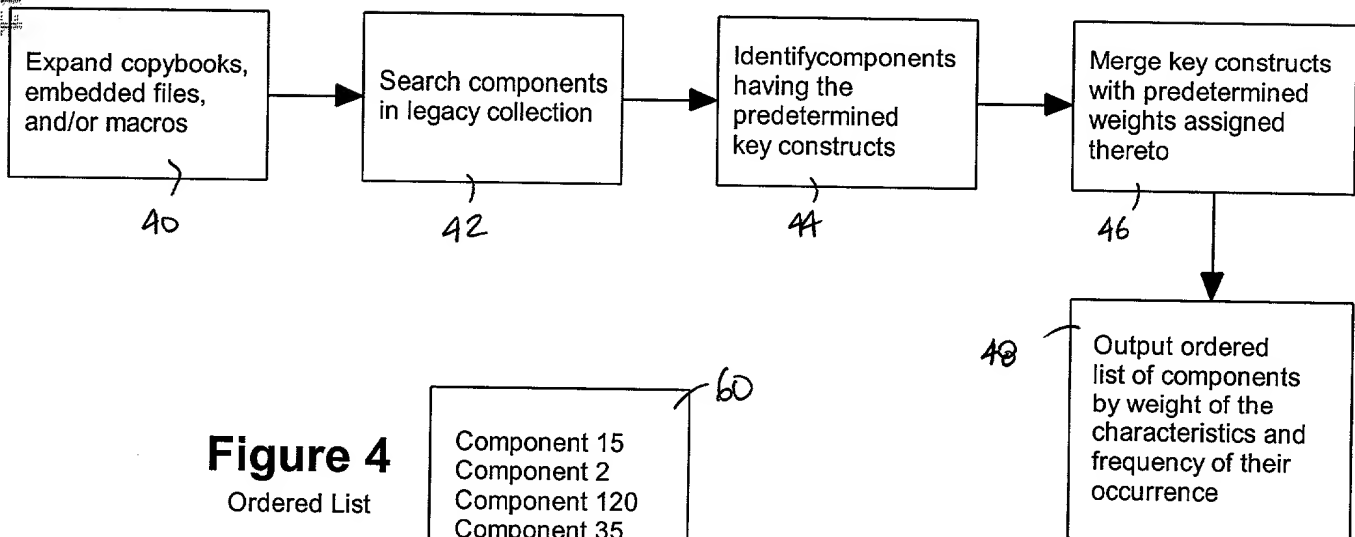 Expand copybooks,
embedded files,
and/or macros
40
Search components
in legacy collection
42
Identifycomponents
having the
predetermined
key constructs
44
Merge key constructs
with predetermined
weights assigned
thereto
46
48
Output ordered
list of components
by weight of the
characteristics and
frequency of their
occurrence
Figure 4
Ordered List
60
Component 15
Component 2
Component 120
Component 35